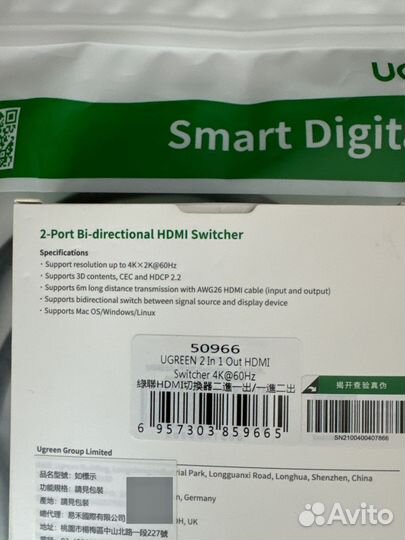 Smart Digit
2-Port Bi-directional HDMI Switcher
Specifications
· Support resolution up to 4K×2K@60Hz
· Supports 3D contents, CEC and HDCP 2.2
· Supports 6m long distance transmission with AWG26 HDMI cable (input and output)
· Supports bidirectional switch between signal source and display device
· Supports Mac OS/Windows/Linux
50966
UGREEN 2 In 1 Out HDMI
Switcher 4K@60Hz
綠聯HDMI切換器二進一出/一進二出
6 957303 859665
揭开查验真伪
SN2100400407866
Ugreen Group Limited
rial Park, Longguanxi Road, Longhua, Shenzhen, China
品名:如標示
功能規格:請見包裝
產地:請見包裝
n, Germany
總代理:易禾國際有限公司
地址:桃園市楊梅區中山北路一段227號
OH, UK
Avito